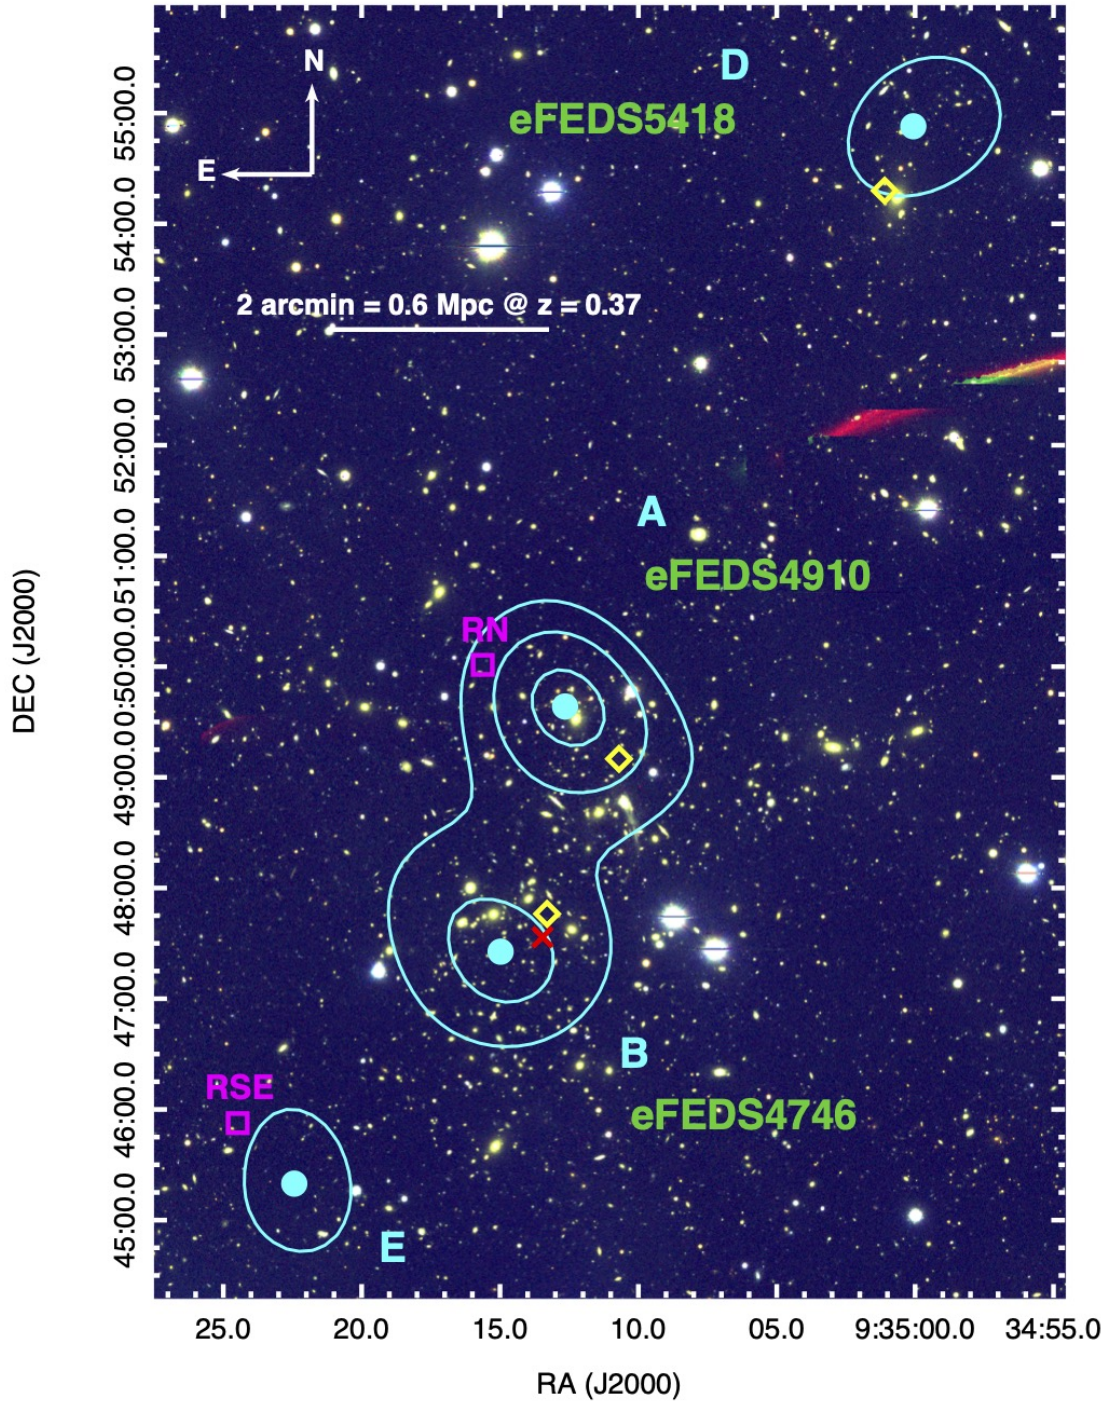 D
eFEDS5418
N
E
2 arcmin = 0.6 Mpc @ z = 0.37
A
eFEDS4910
RN
B
RSE
eFEDS4746
E
DEC (J2000)
55:00.0
54:00.0
53:00.0
52:00.0
51:00.0
50:00.0
49:00.0
48:00.0
47:00.0
46:00.0
45:00.0
25.0 20.0 15.0 10.0 05.0 9:35:00.0 34:55.0
RA (J2000)